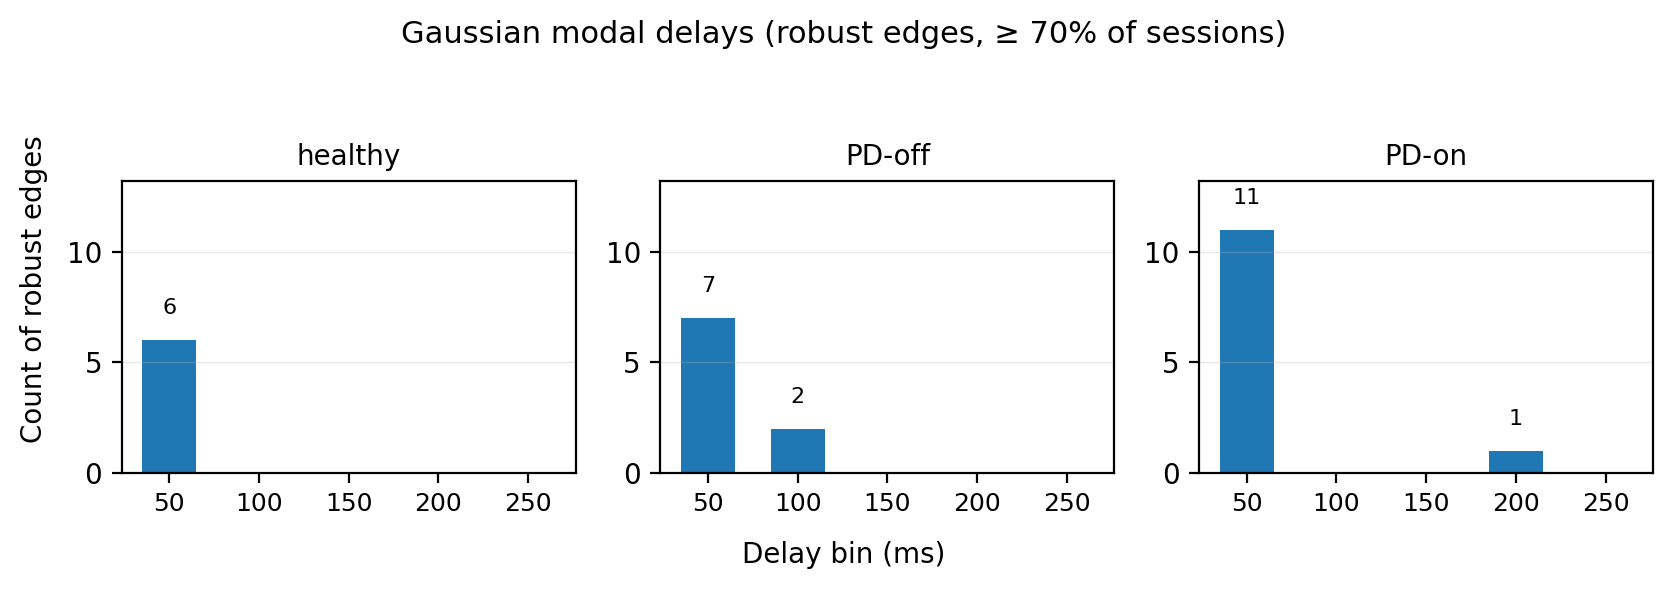 Gaussian modal delays (robust edges, ≥ 70% of sessions)
Count of robust edges
healthy
10
5
0
6
50 100 150 200 250
PD-off
10
5
0
7
2
50 100 150 200 250
PD-on
10
5
0
11
1
50 100 150 200 250
Delay bin (ms)